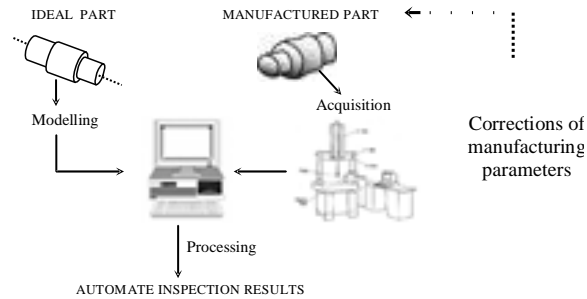 IDEAL PART
MANUFACTURED PART
Modelling
Acquisition
Corrections of
manufacturing
parameters
Processing
AUTOMATE INSPECTION RESULTS